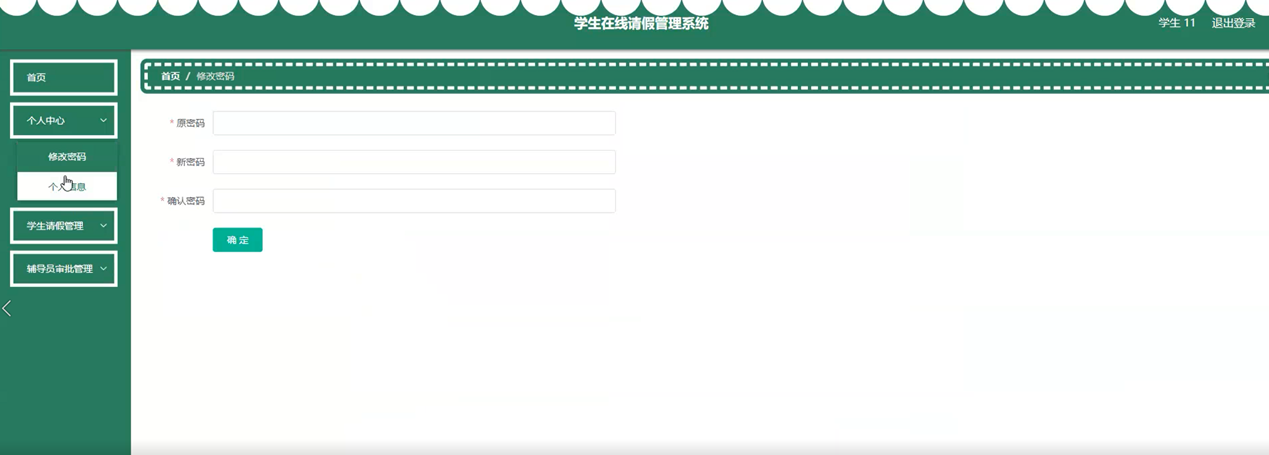 学生在线请假管理系统
学生 11 退出登录
首页
首页 / 修改密码
个人中心
* 原密码
修改密码
* 新密码
个人信息
* 确认密码
学生请假管理
确 定
辅导员审批管理